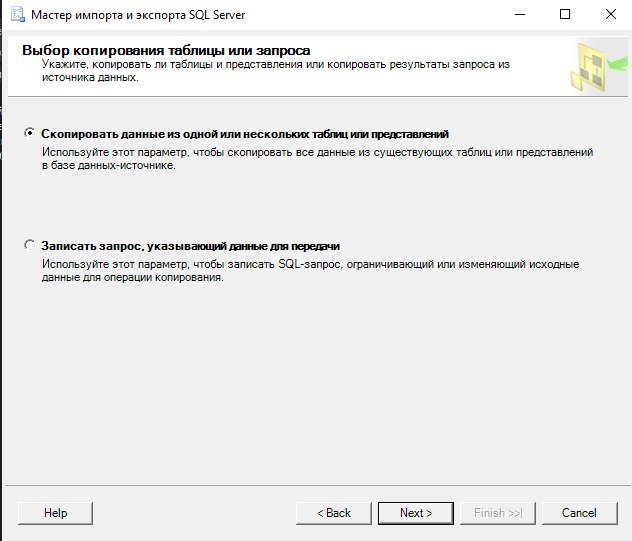 Мастер импорта и экспорта SQL Server
Выбор копирования таблицы или запроса
Укажите, копировать ли таблицы и представления или копировать результаты запроса из
источника данных.
Скопировать данные из одной или нескольких таблиц или представлений
Используйте этот параметр, чтобы скопировать все данные из существующих таблиц или представлений
в базе данных-источнике.
Записать запрос, указывающий данные для передачи
Используйте этот параметр, чтобы записать SQL-запрос, ограничивающий или изменяющий исходные
данные для операции копирования.
Help
< Back
Next >
Finish >>|
Cancel